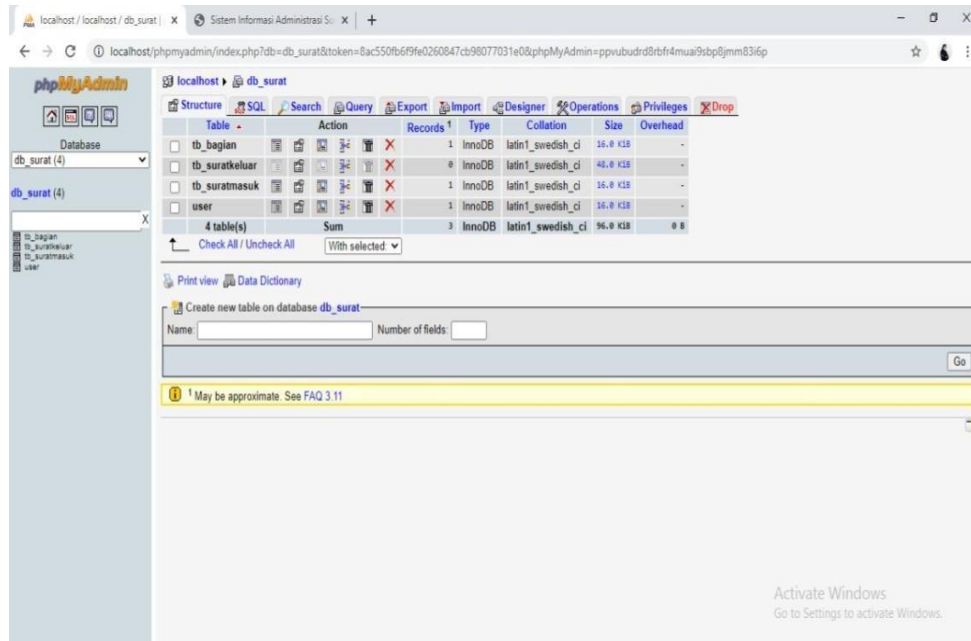 localhost / localhost / db_surat | X
Sistem Informasi Administrasi Su X
localhost/phpmyadmin/index.php?db=db_surat&token=8ac550fb6f9fe0260847cb98077031e0&phpMyAdmin=ppvubudrd8rbfr4muai9sbp8jmm83i6p
phpMyAdmin
Database
db_surat (4)
db_surat (4)
X
tb_bagian
tb_suratkeluar
tb_suratmasuk
user
localhost db_surat
Structure SQL Search Query Export Import Designer Operations Privileges Drop
Table Action Records 1 Type Collation Size Overhead
tb_bagian 1 InnoDB latin1_swedish_ci 16.0 KiB -
tb_suratkeluar 0 InnoDB latin1_swedish_ci 48.0 KiB -
tb_suratmasuk 1 InnoDB latin1_swedish_ci 16.0 KiB -
user 1 InnoDB latin1_swedish_ci 16.0 KiB -
4 table(s) Sum 3 InnoDB latin1_swedish_ci 96.0 KiB 0 B
Check All / Uncheck All With selected:
Print view Data Dictionary
Create new table on database db_surat
Name: Number of fields:
Go
1 May be approximate. See FAQ 3.11
Activate Windows
Go to Settings to activate Windows.